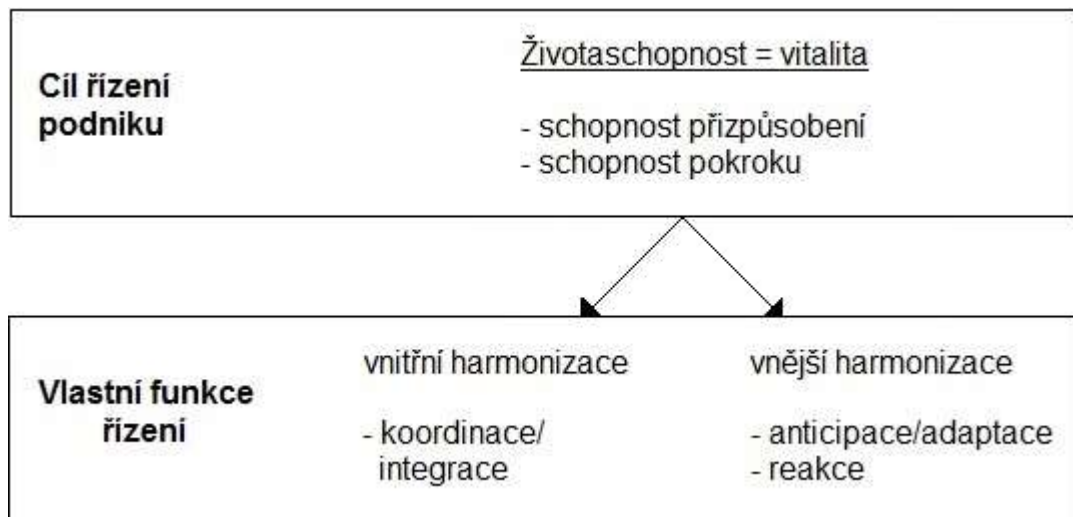 Cíl řízení
podniku
Životaschopnost = vitalita
- schopnost přizpůsobení
- schopnost pokroku
Vlastní funkce
řízení
vnitřní harmonizace
- koordinace/
integrace
vnější harmonizace
- anticipace/adaptace
- reakce